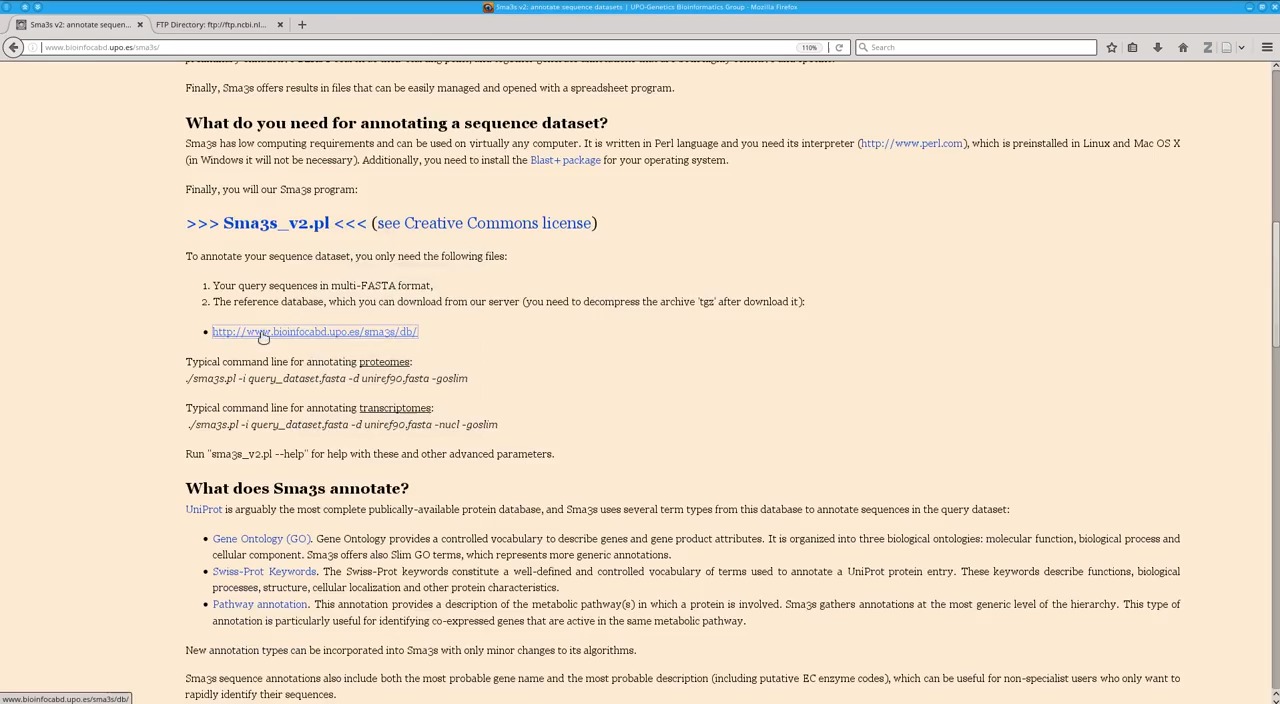 Sma3s v2: annotate sequence datasets | UPO-Genetics Bioinformatics Group - Mozilla Firefox
Sma3s v2: annotate sequen... × FTP Directory: ftp://ftp.ncbi.nl... × +
www.bioinfocabd.upo.es/sma3s/ 110% Search
Finally, Sma3s offers results in files that can be easily managed and opened with a spreadsheet program.
What do you need for annotating a sequence dataset?
Sma3s has low computing requirements and can be used on virtually any computer. It is written in Perl language and you need its interpreter (http://www.perl.com), which is preinstalled in Linux and Mac OS X
(in Windows it will not be necessary). Additionally, you need to install the Blast+ package for your operating system.
Finally, you will our Sma3s program:
>>> Sma3s_v2.pl <<< (see Creative Commons license)
To annotate your sequence dataset, you only need the following files:
1. Your query sequences in multi-FASTA format,
2. The reference database, which you can download from our server (you need to decompress the archive 'tgz' after download it):
• http://www.bioinfocabd.upo.es/sma3s/db/
Typical command line for annotating proteomes:
./sma3s.pl -i query_dataset.fasta -d uniref90.fasta -goslim
Typical command line for annotating transcriptomes:
./sma3s.pl -i query_dataset.fasta -d uniref90.fasta -nucl -goslim
Run "sma3s_v2.pl --help" for help with these and other advanced parameters.
What does Sma3s annotate?
UniProt is arguably the most complete publically-available protein database, and Sma3s uses several term types from this database to annotate sequences in the query dataset:
• Gene Ontology (GO). Gene Ontology provides a controlled vocabulary to describe genes and gene product attributes. It is organized into three biological ontologies: molecular function, biological process and
cellular component. Sma3s offers also Slim GO terms, which represents more generic annotations.
• Swiss-Prot Keywords. The Swiss-Prot keywords constitute a well-defined and controlled vocabulary of terms used to annotate a UniProt protein entry. These keywords describe functions, biological
processes, structure, cellular localization and other protein characteristics.
• Pathway annotation. This annotation provides a description of the metabolic pathway(s) in which a protein is involved. Sma3s gathers annotations at the most generic level of the hierarchy. This type of
annotation is particularly useful for identifying co-expressed genes that are active in the same metabolic pathway.
New annotation types can be incorporated into Sma3s with only minor changes to its algorithms.
Sma3s sequence annotations also include both the most probable gene name and the most probable description (including putative EC enzyme codes), which can be useful for non-specialist users who only want to
rapidly identify their sequences.
www.bioinfocabd.upo.es/sma3s/db/